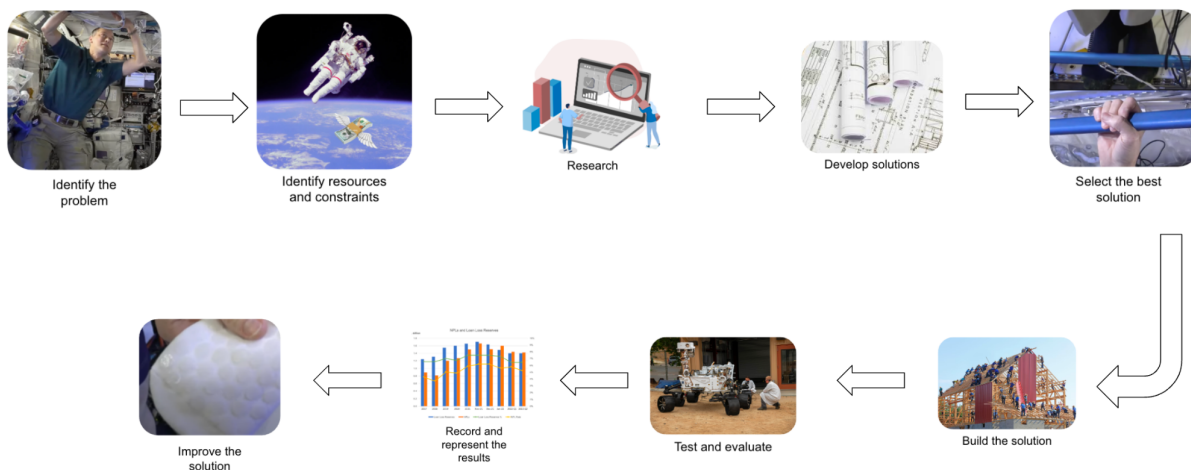 Identify the
problem
Identify resources
and constraints
Research
Develop solutions
Select the best
solution
Improve the
solution
Record and
represent the
results
Test and evaluate
Build the solution